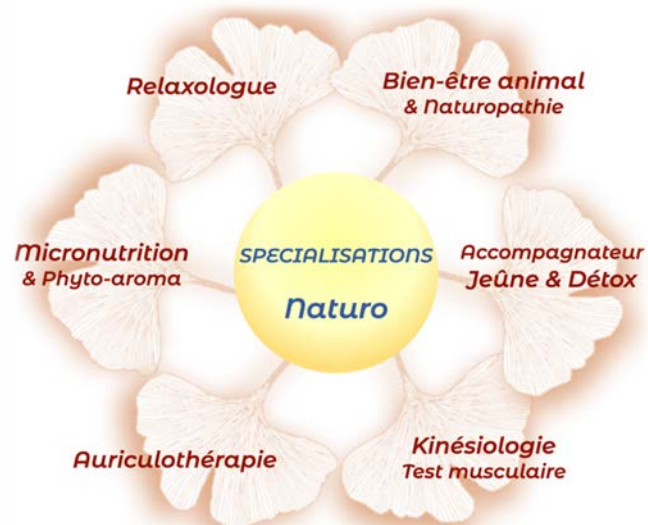 Relaxologue
Bien-être animal
& Naturopathie
Micronutrition
& Phyto-aroma
SPECIALISATIONS
Naturo
Accompagnateur
Jeûne & Détox
Auriculothérapie
Kinésiologie
Test musculaire